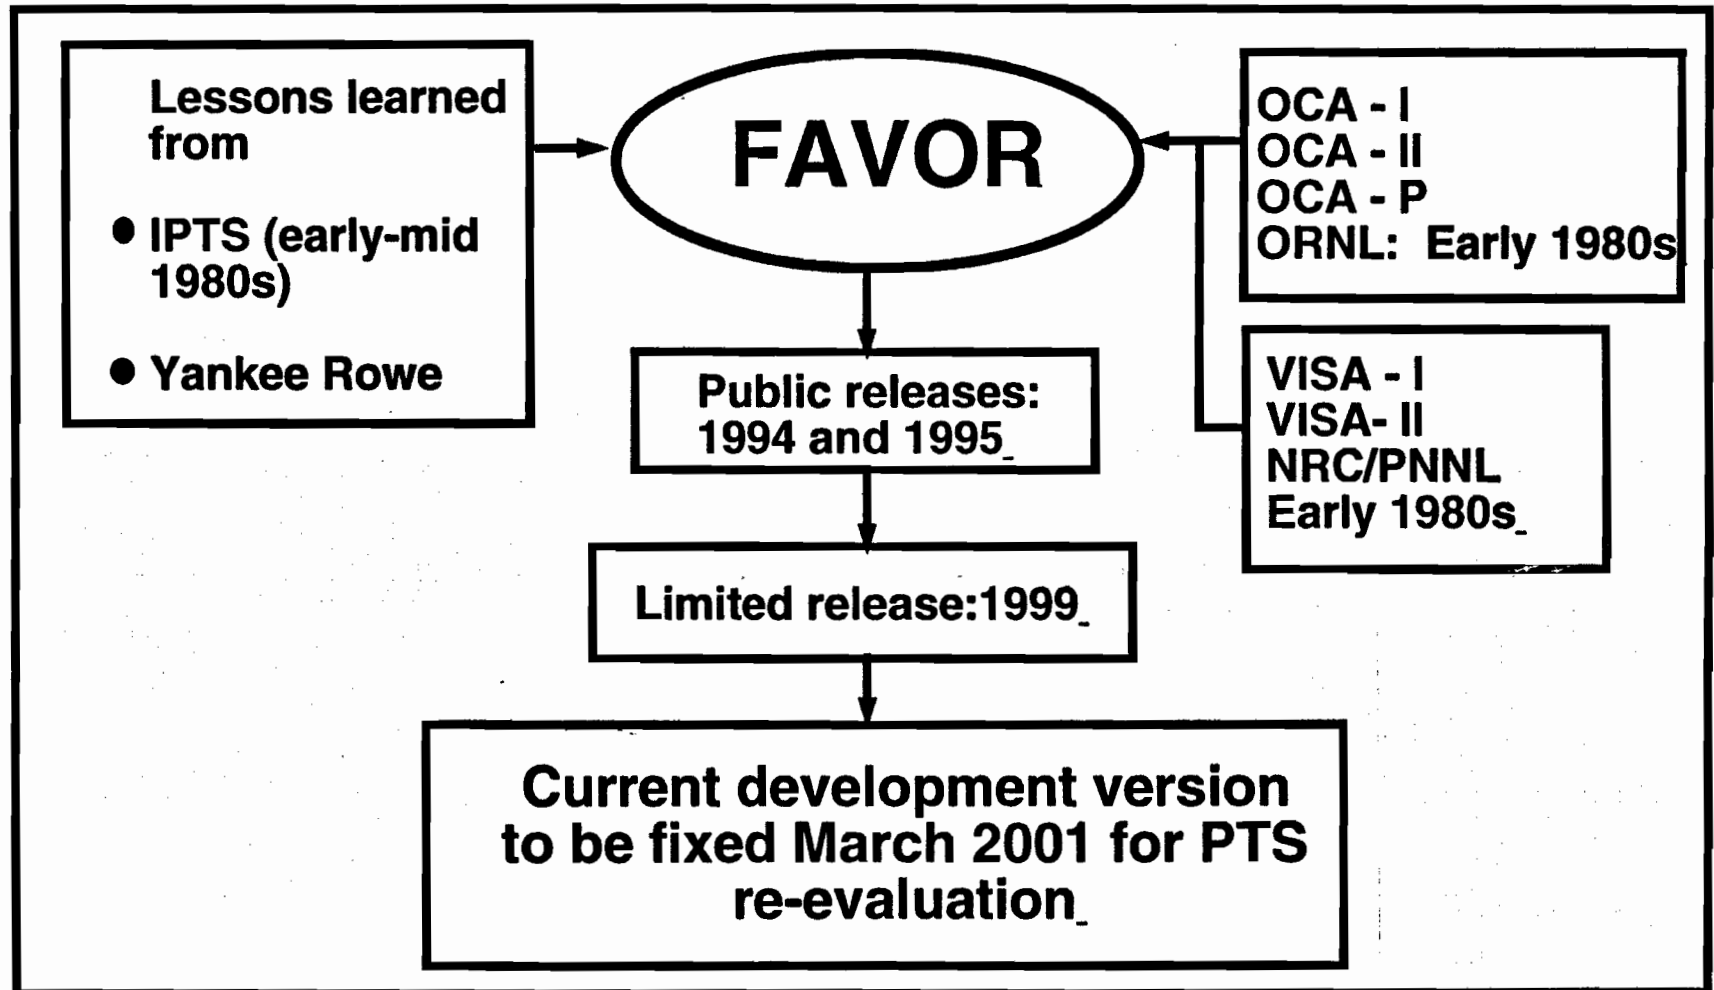 Lessons learned
from
● IPTS (early-mid
1980s)
● Yankee Rowe
FAVOR
OCA - I
OCA - II
OCA - P
ORNL: Early 1980s
VISA - I
VISA- II
NRC/PNNL
Early 1980s
Public releases:
1994 and 1995
Limited release:1999
Current development version
to be fixed March 2001 for PTS
re-evaluation